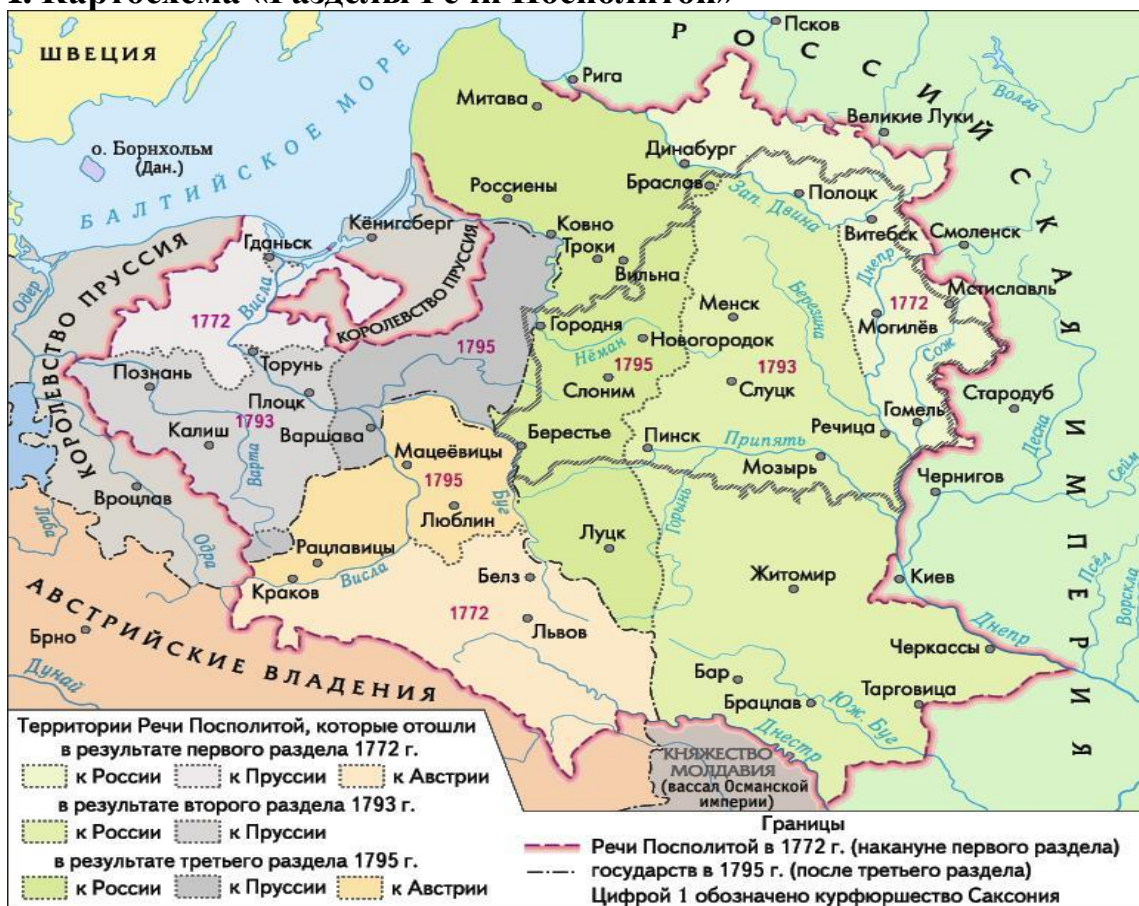 1. Картосхема «Разделы Речи Посполитой»
ШВЕЦИЯ
о. Борнхольм
(Дан.)
БАЛТИЙСКОЕ МОРЕ
РОССИЙСКАЯ ИМПЕРИЯ
Псков
Рига
Митава
Волга
Великие Луки
Динабург
Браслав
Полоцк
Зап. Двина
Россиены
Витебск
Смоленск
Кёнигсберг
Ковно
Троки
Вильна
Днепр
Гданьск
Мстиславль
КОРОЛЕВСТВО ПРУССИЯ
Одер
Висла
КОРОЛЕВСТВО ПРУССИЯ
1772
Менск
Березина
1772
Могилёв
Городня
Новогородок
Нёман
Сож
1795
Познань
Торунь
Слоним
1795
1793
Слуцк
Стародуб
Плоцк
1793
Калиш
Варшава
Гомель
Речица
Десна
Берестье
Пинск
Припять
Мацеёвицы
Мозырь
Варта
1795
Чернигов
Сейм
Вроцлав
Люблин
Буг
Горынь
Лаба
Одра
Луцк
Рацлавицы
Висла
Краков
Белз
Житомир
Киев
Псёл
Ворскла
1772
Львов
АВСТРИЙСКИЕ ВЛАДЕНИЯ
Брно
Днепр
Черкассы
Дунай
Бар
Брацлав
Юж. Буг
Тарговица
Днестр
КНЯЖЕСТВО
МОЛДАВИЯ
(вассал Османской
империи)
Территории Речи Посполитой, которые отошли
в результате первого раздела 1772 г.
к России к Пруссии к Австрии
в результате второго раздела 1793 г.
к России к Пруссии
в результате третьего раздела 1795 г.
к России к Пруссии к Австрии
Границы
Речи Посполитой в 1772 г. (накануне первого раздела)
государств в 1795 г. (после третьего раздела)
Цифрой 1 обозначено курфюршество Саксония